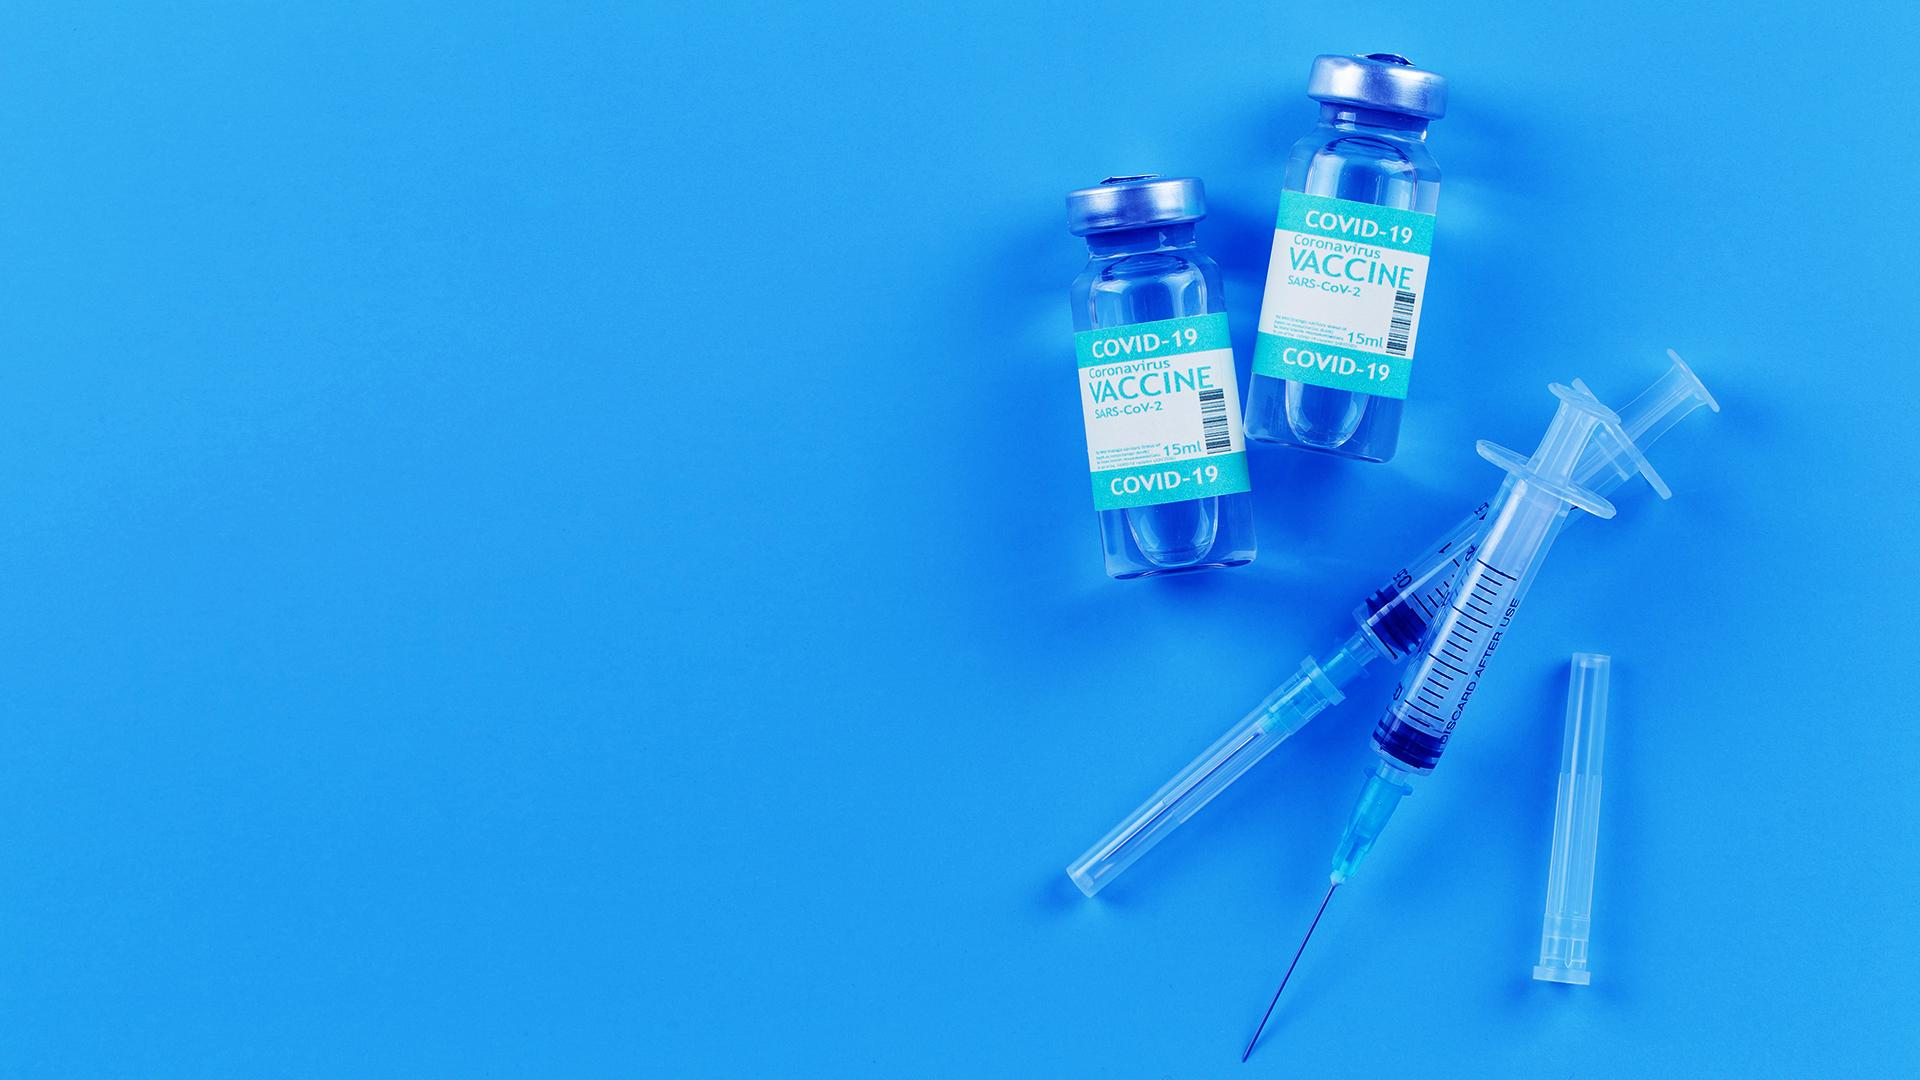 COVID-19
Coronavirus
VACCINE
SARS-CoV-2
15ml
COVID-19
COVID-19
Coronavirus
VACCINE
SARS-CoV-2
15ml
COVID-19
DISCARD AFTER USE